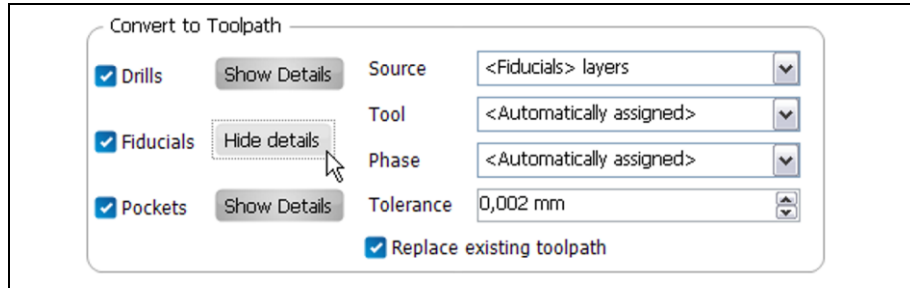 Convert to Toolpath
Drills Show Details Source <Fiducials> layers
Tool <Automatically assigned>
Fiducials Hide details
Phase <Automatically assigned>
Pockets Show Details Tolerance 0,002 mm
Replace existing toolpath